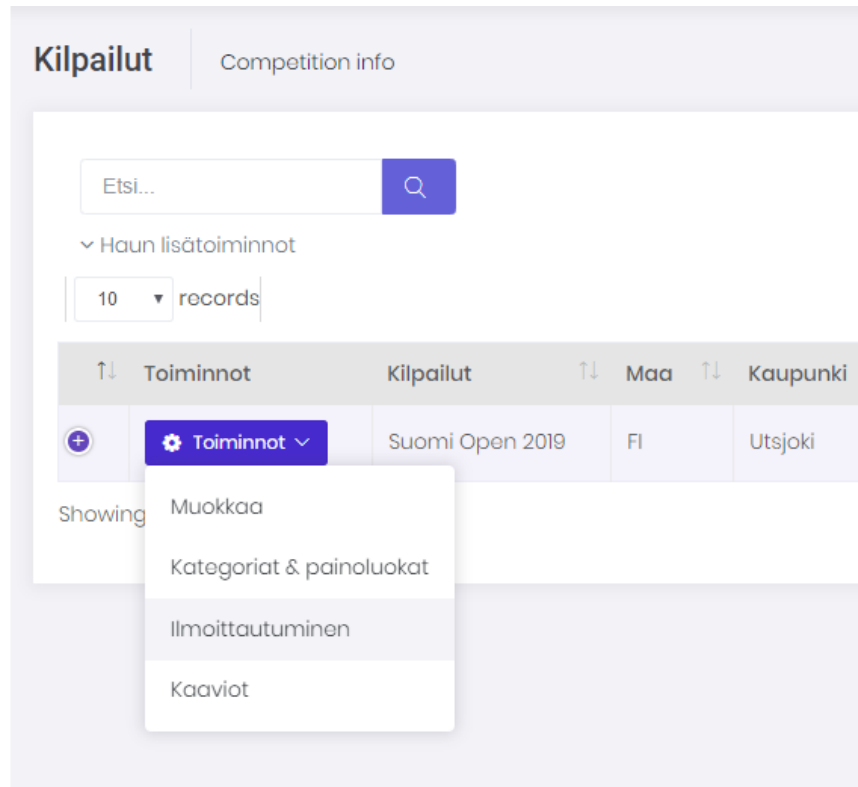 Kilpailut
Competition info
Etsi...
Haun lisätoiminnot
10 records
Toiminnot Kilpailut Maa Kaupunki
Toiminnot Suomi Open 2019 FI Utsjoki
Showing
Muokkaa
Kategoriat & painoluokat
Ilmoittautuminen
Kaaviot